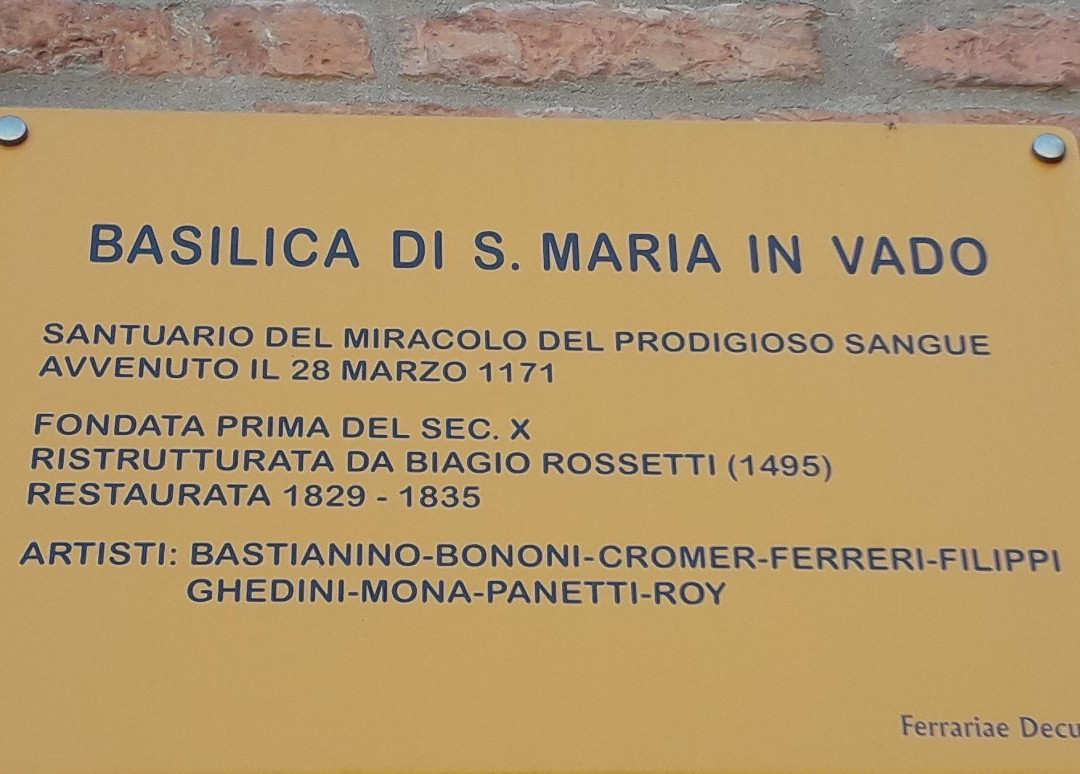 BASILICA DI S. MARIA IN VADO
SANTUARIO DEL MIRACOLO DEL PRODIGIOSO SANGUE
AVVENUTO IL 28 MARZO 1171
FONDATA PRIMA DEL SEC. X
RISTRUTTURATA DA BIAGIO ROSSETTI (1495)
RESTAURATA 1829 - 1835
ARTISTI: BASTIANINO-BONONI-CROMER-FERRERI-FILIPPI
GHEDINI-MONA-PANETTI-ROY
Ferrariae